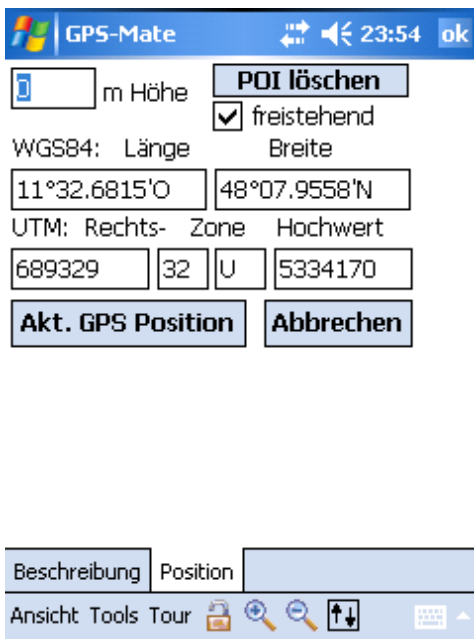 GPS-Mate 23:54 ok
0 m Höhe POI löschen
freistehend
WGS84: Länge Breite
11°32.6815'O 48°07.9558'N
UTM: Rechts- Zone Hochwert
689329 32 U 5334170
Akt. GPS Position Abbrechen
Beschreibung Position
Ansicht Tools Tour